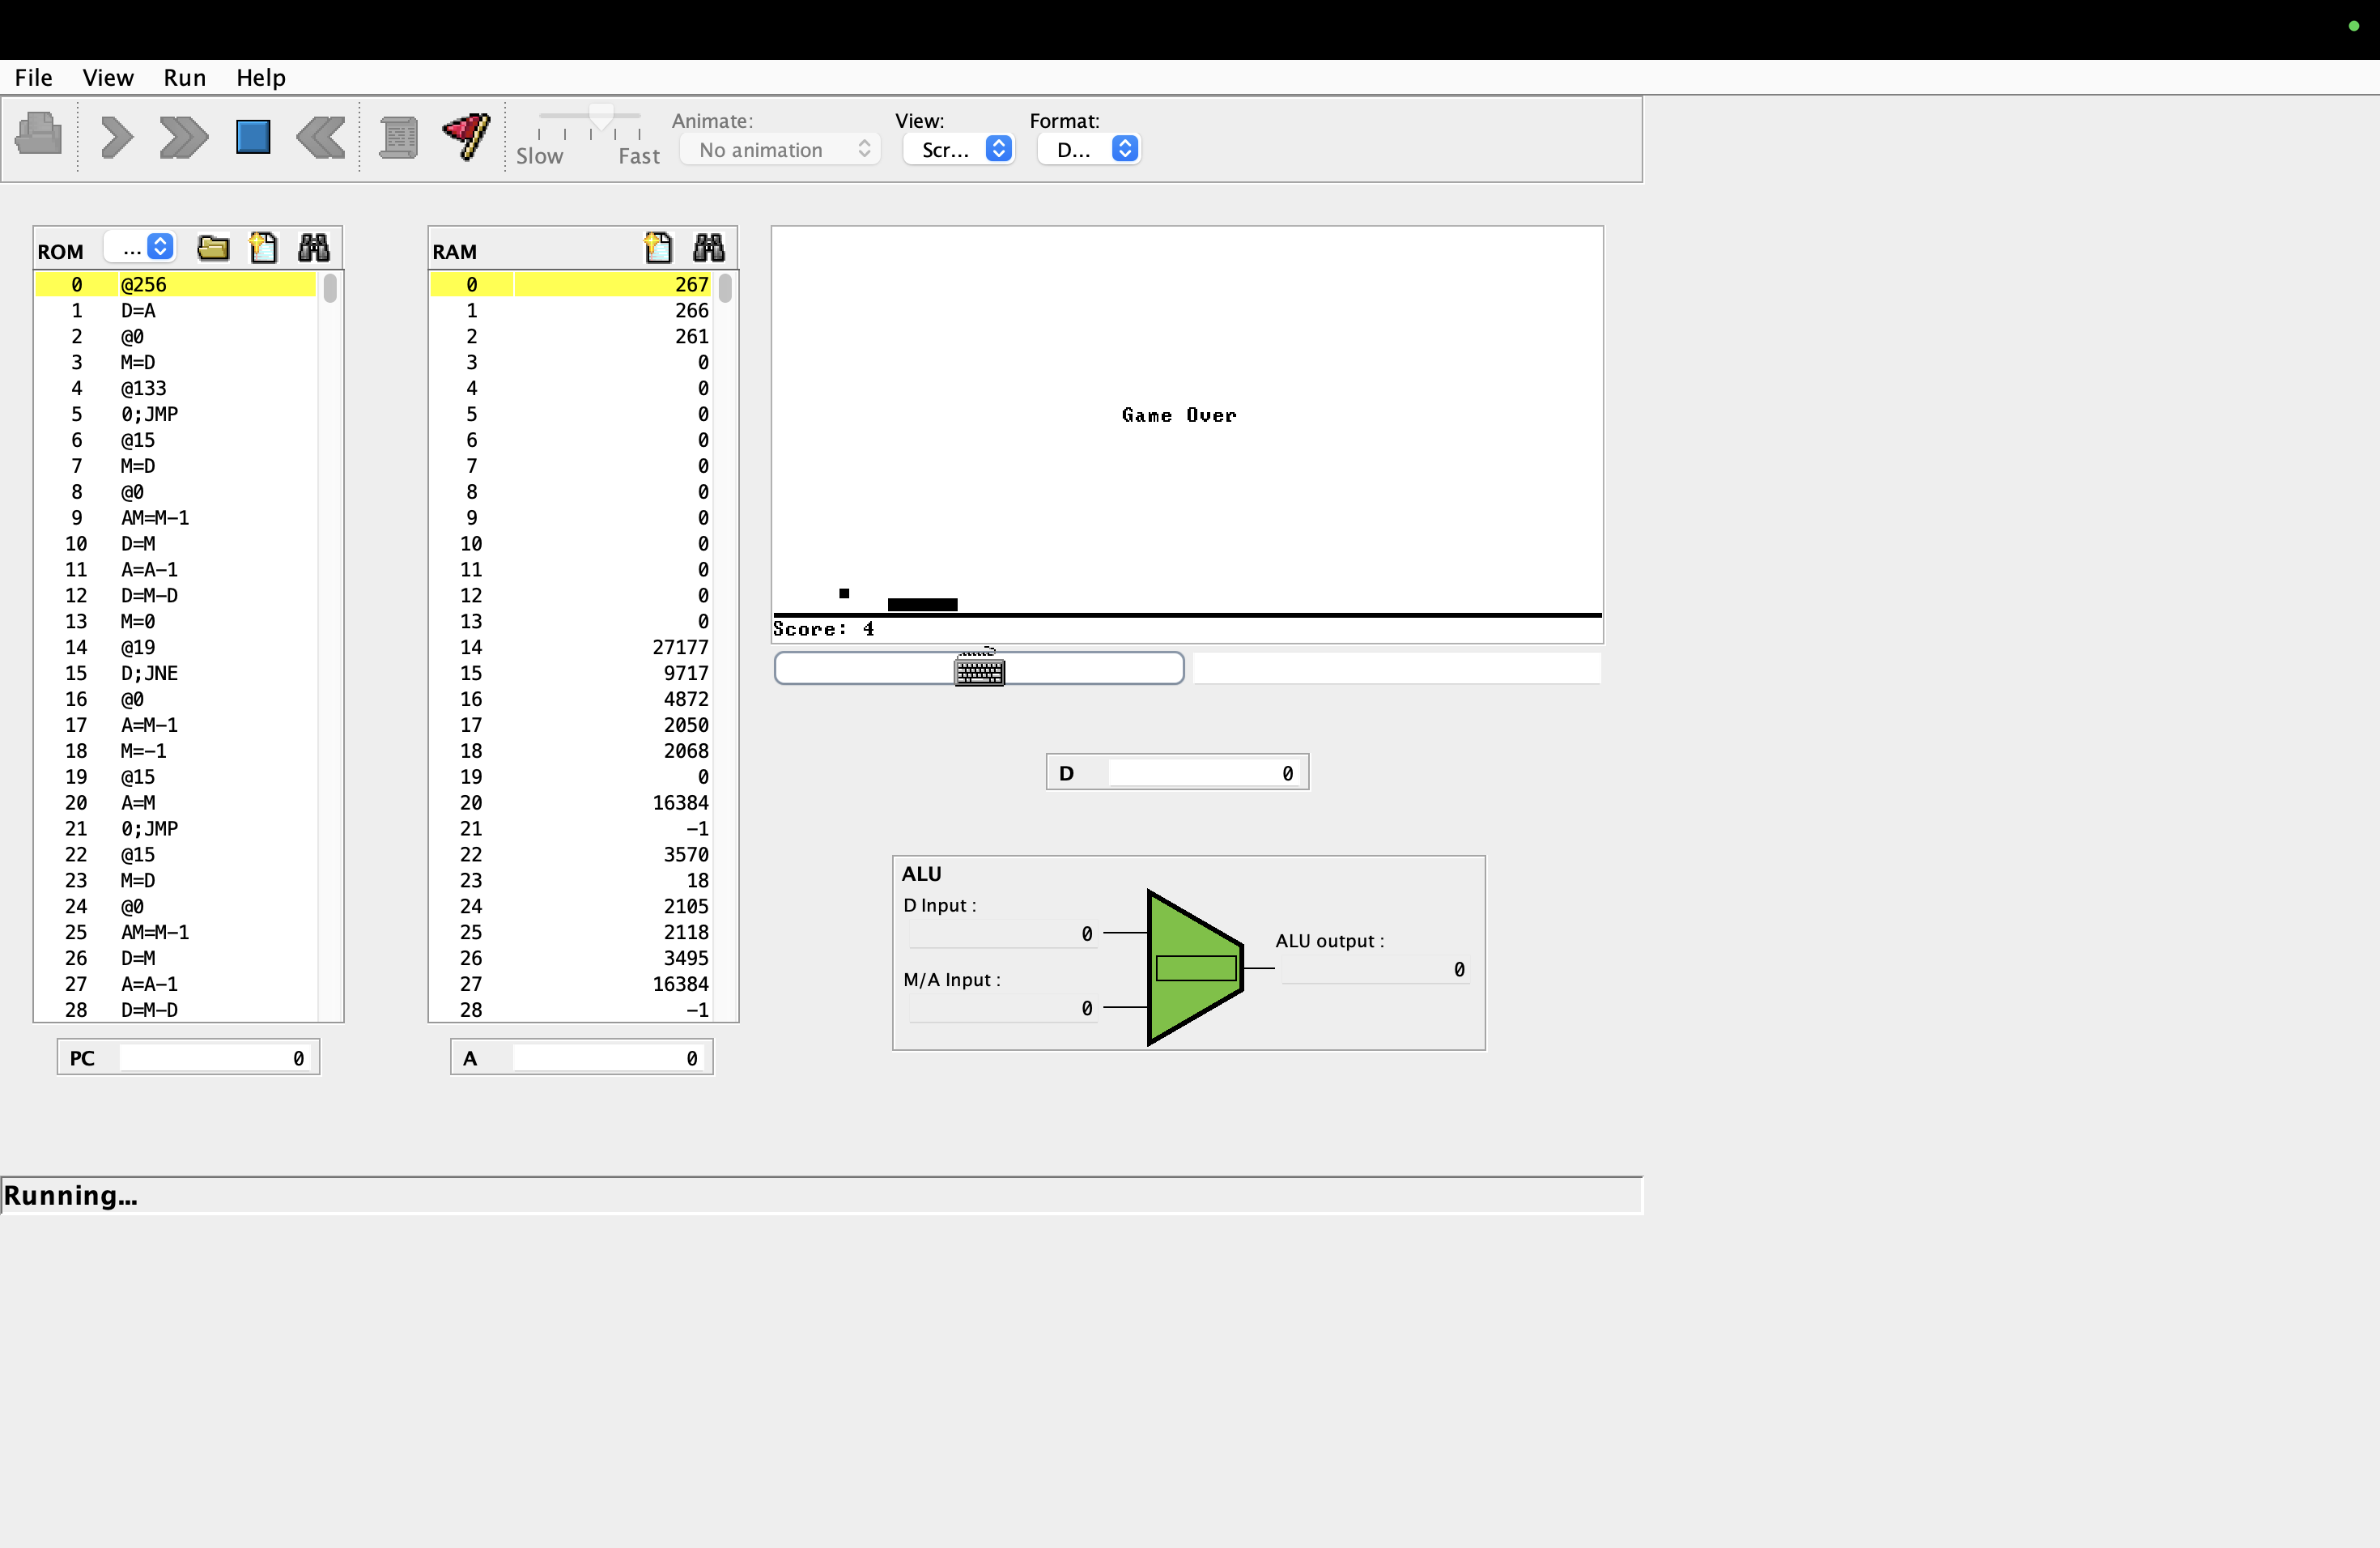 File View Run Help
Slow Fast
Animate:
No animation
View:
Scr...
Format:
D...
ROM ...
0 @256
1 D=A
2 @0
3 M=D
4 @133
5 0;JMP
6 @15
7 M=D
8 @0
9 AM=M-1
10 D=M
11 A=A-1
12 D=M-D
13 M=0
14 @19
15 D;JNE
16 @0
17 A=M-1
18 M=-1
19 @15
20 A=M
21 0;JMP
22 @15
23 M=D
24 @0
25 AM=M-1
26 D=M
27 A=A-1
28 D=M-D
PC 0
RAM
0 267
1 266
2 261
3 0
4 0
5 0
6 0
7 0
8 0
9 0
10 0
11 0
12 0
13 0
14 27177
15 9717
16 4872
17 2050
18 2068
19 0
20 16384
21 -1
22 3570
23 18
24 2105
25 2118
26 3495
27 16384
28 -1
A 0
Game Over
Score: 4
D 0
ALU
D Input :
0
M/A Input :
0
ALU output :
0
Running...